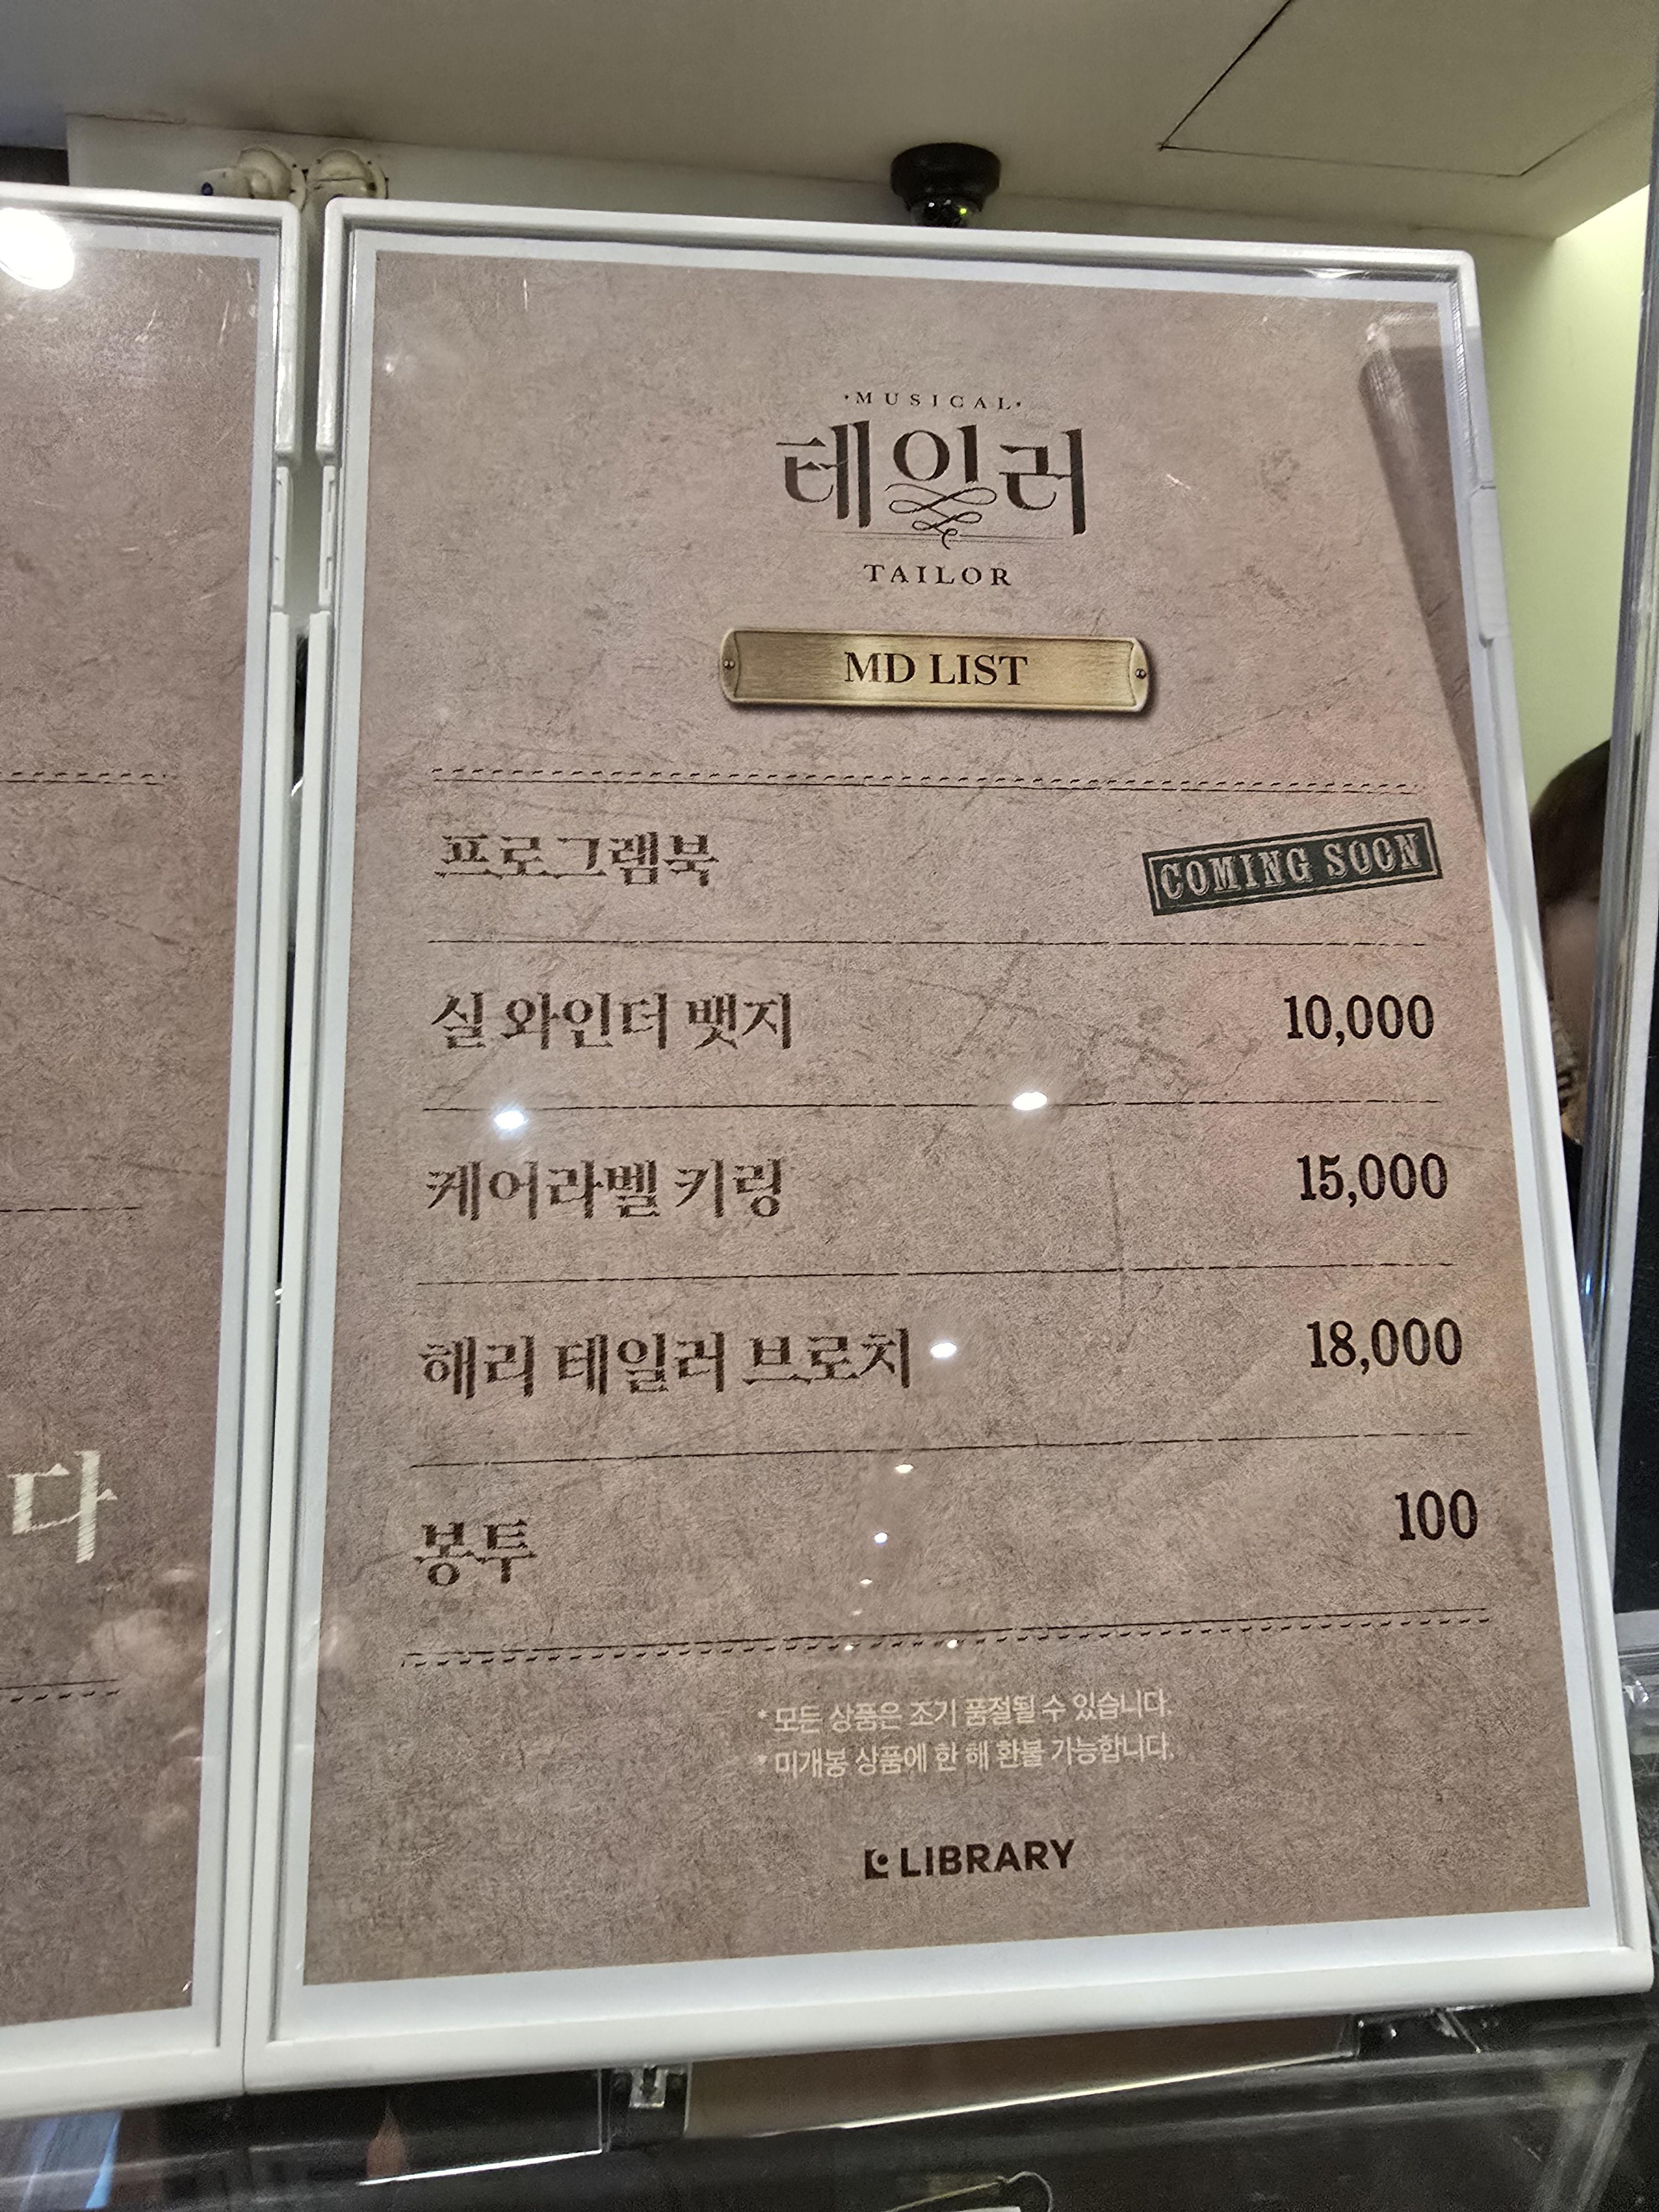 다
MUSICAL
테일러
TAILOR
MD LIST
프로그램북 COMING SOON
실 와인더 뱃지 10,000
케어라벨 키링 15,000
해리 테일러 브로치 18,000
봉투 100
* 모든 상품은 조기 품절될 수 있습니다.
* 미개봉 상품에 한 해 환불 가능합니다.
LIBRARY